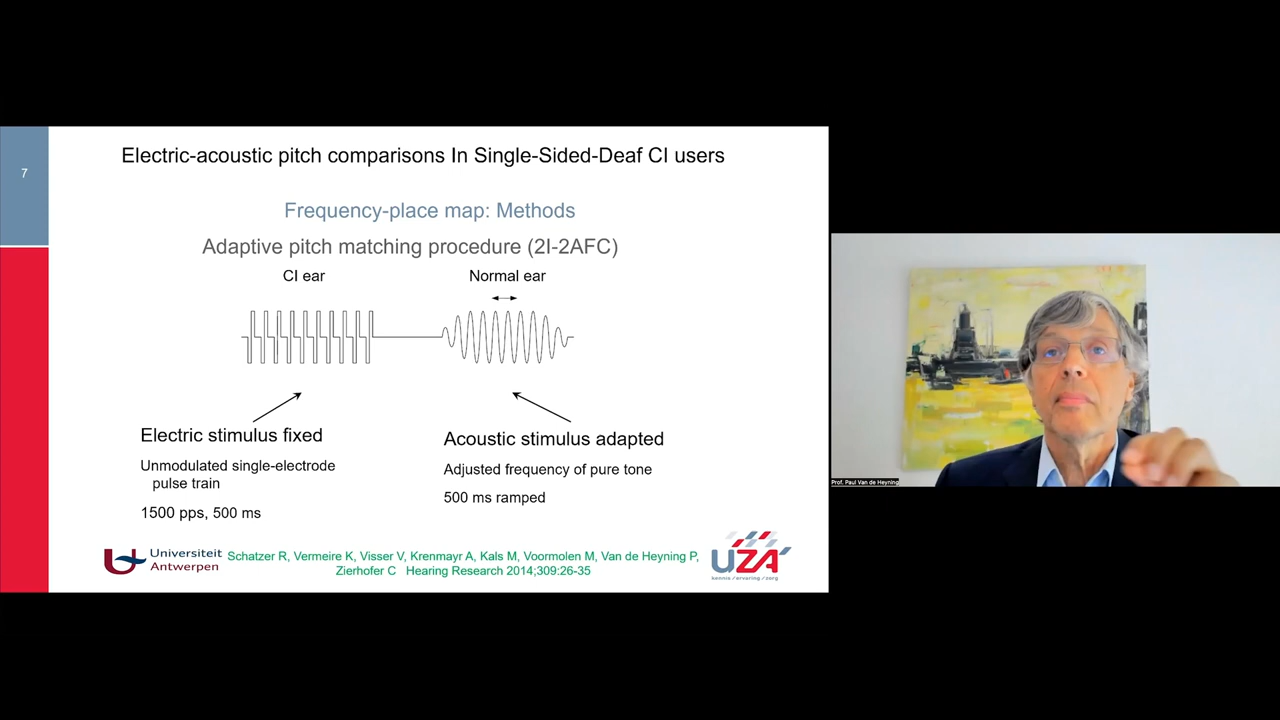 7
Electric-acoustic pitch comparisons In Single-Sided-Deaf CI users
Frequency-place map: Methods
Adaptive pitch matching procedure (2I-2AFC)
CI ear
Normal ear
Electric stimulus fixed
Unmodulated single-electrode
pulse train
1500 pps, 500 ms
Acoustic stimulus adapted
Adjusted frequency of pure tone
500 ms ramped
Universiteit
Antwerpen
Schatzer R, Vermeire K, Visser V, Krenmayr A, Kals M, Voormolen M, Van de Heyning P,
Zierhofer C Hearing Research 2014;309:26-35
UZA
kennis / ervaring / zorg
Prof. Paul Van de Heyning